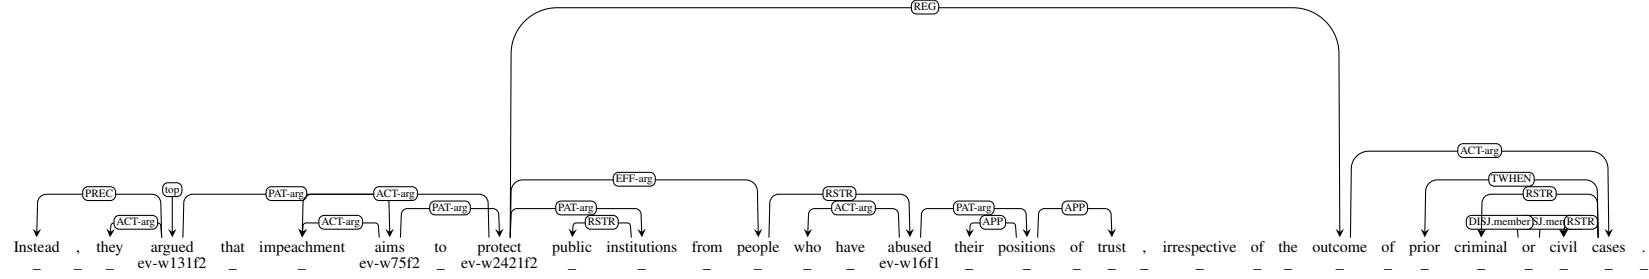 REG
ACT-arg
EFF-arg TWHEN
PREC top PAT-arg ACT-arg RSTR RSTR
PAT-arg PAT-arg ACT-arg PAT-arg APP
ACT-arg ACT-arg RSTR APP DISJ.member RSTR
Instead , they argued that impeachment aims to protect public institutions from people who have abused their positions of trust , irrespective of the outcome of prior criminal or civil cases .
_ _ _ ev-w131f2 _ _ ev-w75f2 _ ev-w2421f2 _ _ _ _ _ _ ev-w16f1 _ _ _ _ _ _ _ _ _ _ _ _ _ _ _ _